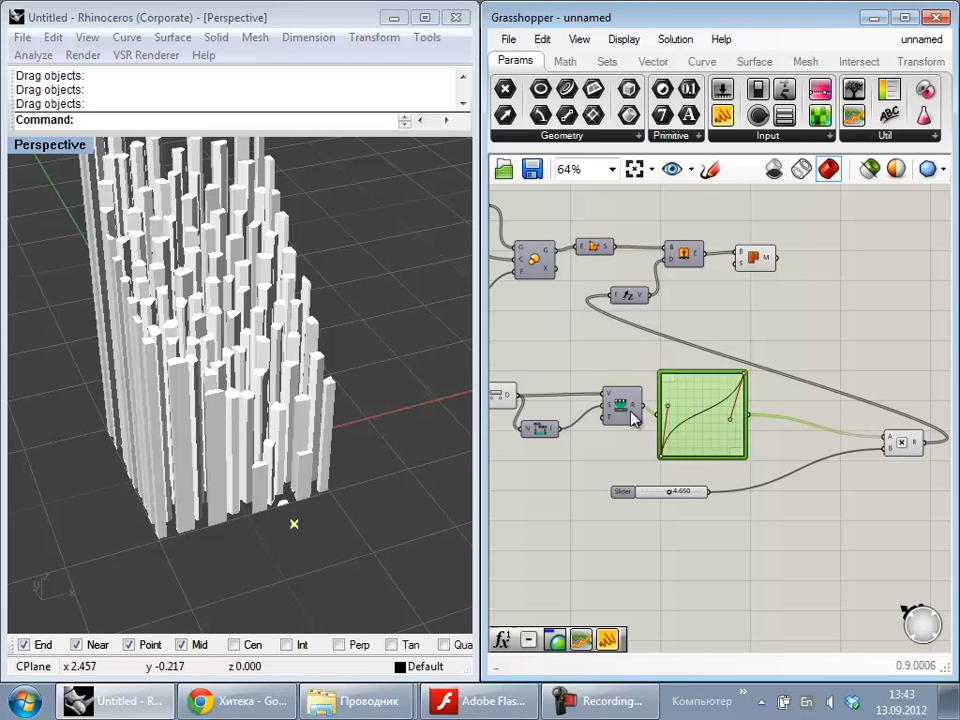 Untitled - Rhinoceros (Corporate) - [Perspective]
File Edit View Curve Surface Solid Mesh Dimension Transform Tools
Analyze Render VSR Renderer Help
Drag objects:
Drag objects:
Drag objects:
Command:
Perspective
End Near Point Mid Cen Int Perp Tan Qua
CPlane x 2.457 y -0.217 z 0.000 Default
Grasshopper - unnamed
File Edit View Display Solution Help unnamed
Params Math Sets Vector Curve Surface Mesh Intersect Transform
Geometry + Primitive + Input + Util +
64%
G C F G X
E S
B D E
B S M
F V
D
N
V S T R
A B R
Slider 4.650
0.9.0006
Untitled - R...
Хитека - Go...
Проводник
Adobe Flas...
Recording...
Компьютер
En
13:43
13.09.2012